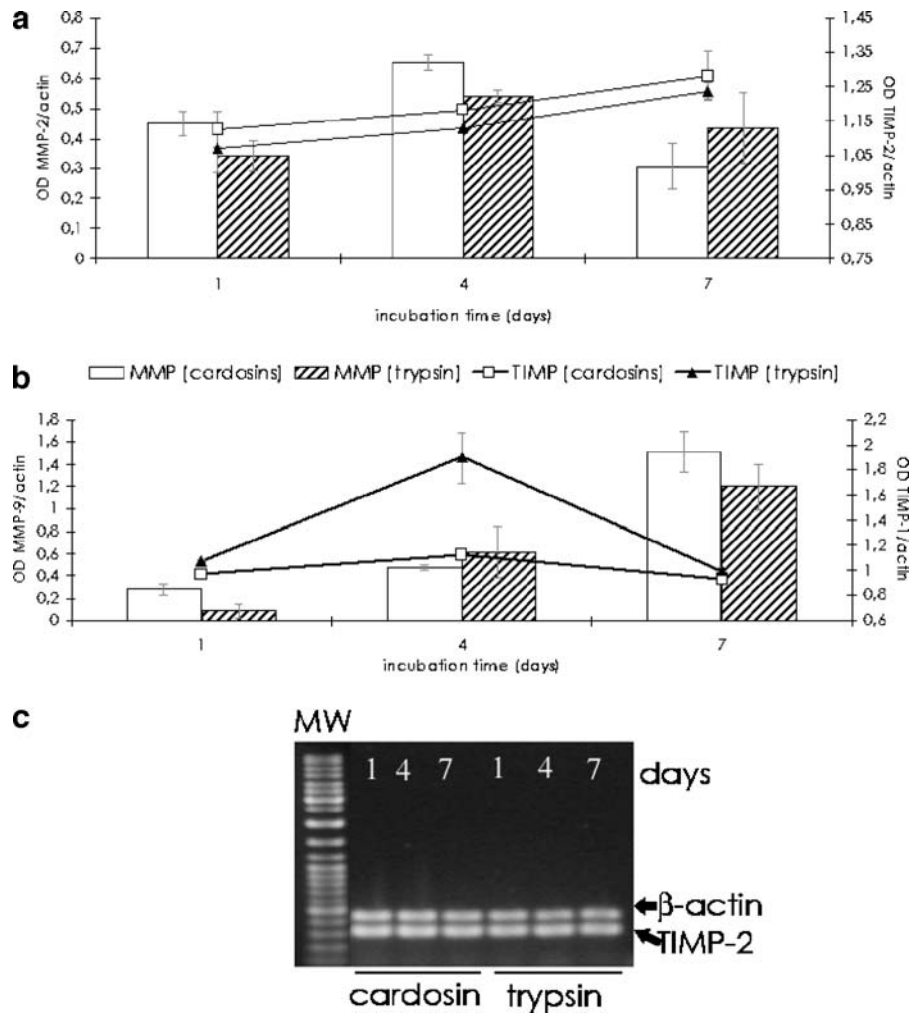 a
0,8
0,7
0,6
0,5
0,4
0,3
0,2
0,1
0
OD MMP-2/actin
1,45
1,35
1,25
1,15
1,05
0,95
0,85
0,75
OD TIMP-2/actin
1 4 7
incubation time (days)
b
MMP (cardosins) MMP (trypsin) TIMP (cardosins) TIMP (trypsin)
1,8
1,6
1,4
1,2
1
0,8
0,6
0,4
0,2
0
OD MMP-9/actin
2,2
2
1,8
1,6
1,4
1,2
1
0,8
0,6
OD TIMP-1/actin
1 4 7
incubation time (days)
c
MW
1 4 7 1 4 7 days
β-actin
TIMP-2
cardosin trypsin